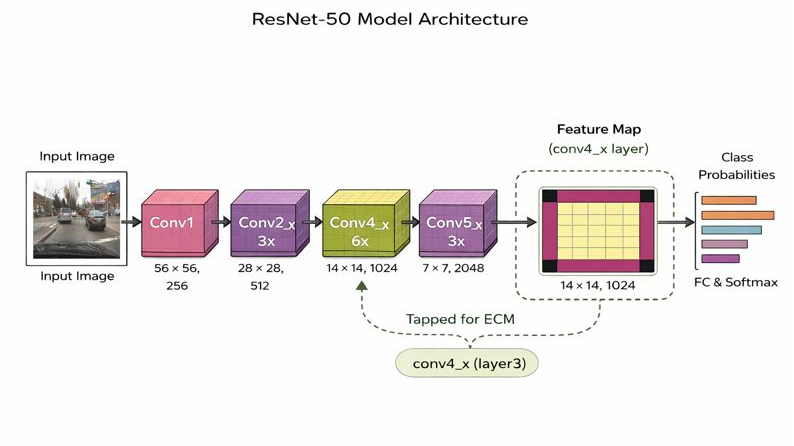 ResNet-50 Model Architecture
Input Image
Input Image
Conv1
56 × 56,
256
Conv2_x
3x
28 × 28,
512
Conv4_x
6x
14 × 14, 1024
Conv5_x
3x
7 × 7, 2048
Feature Map
(conv4_x layer)
14 × 14, 1024
Class
Probabilities
FC & Softmax
Tapped for ECM
conv4_x (layer3)